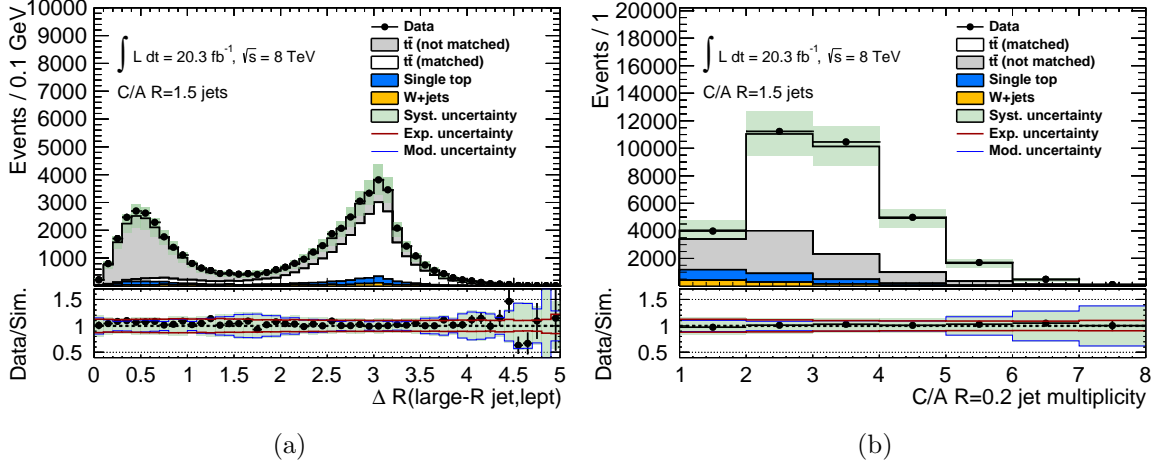 Events / 0.1 GeV
10000
9000
8000
7000
6000
5000
4000
3000
2000
1000
∫ L dt = 20.3 fb⁻¹, √s = 8 TeV
C/A R=1.5 jets
Data
tt̄ (not matched)
tt̄ (matched)
Single top
W+jets
Syst. uncertainty
Exp. uncertainty
Mod. uncertainty
Data/Sim.
1.5
1
0.5
0 0.5 1 1.5 2 2.5 3 3.5 4 4.5 5
Δ R(large-R jet,lept)
(a)
Events / 1
20000
18000
16000
14000
12000
10000
8000
6000
4000
2000
∫ L dt = 20.3 fb⁻¹, √s = 8 TeV
C/A R=1.5 jets
Data
tt̄ (matched)
tt̄ (not matched)
Single top
W+jets
Syst. uncertainty
Exp. uncertainty
Mod. uncertainty
Data/Sim.
1.5
1
0.5
1 2 3 4 5 6 7 8
C/A R=0.2 jet multiplicity
(b)